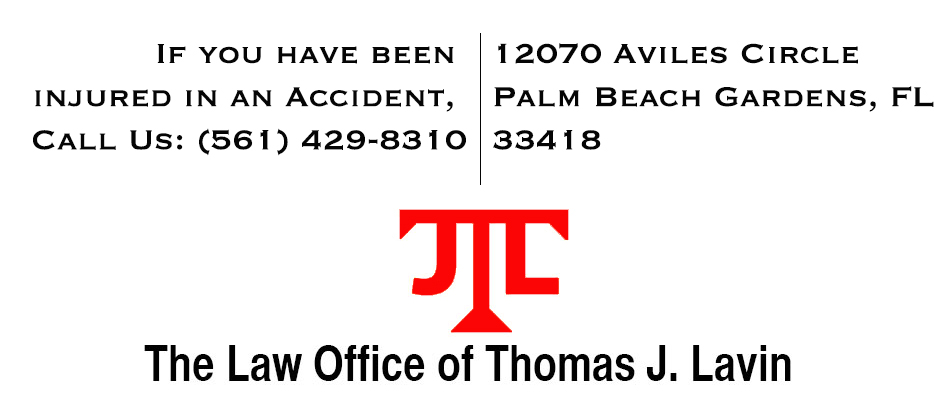 If you have been
injured in an Accident,
Call Us: (561) 429-8310
12070 Aviles Circle
Palm Beach Gardens, FL
33418
JTL
The Law Office of Thomas J. Lavin